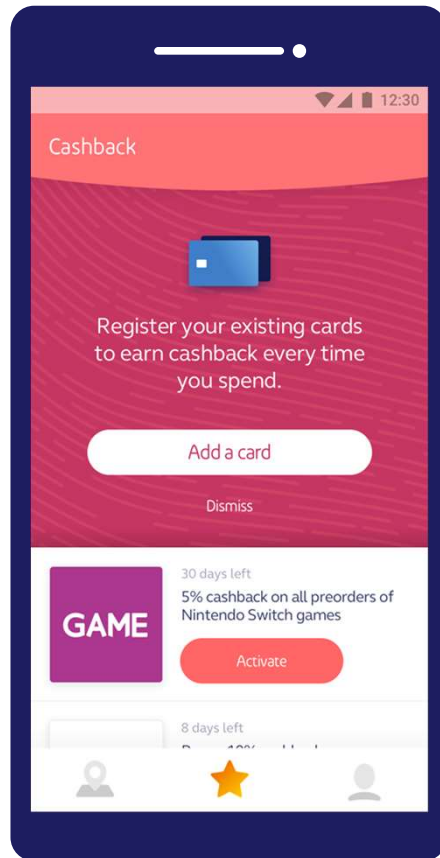 12:30
Cashback
Register your existing cards
to earn cashback every time
you spend.
Add a card
Dismiss
30 days left
GAME
5% cashback on all preorders of
Nintendo Switch games
Activate
8 days left